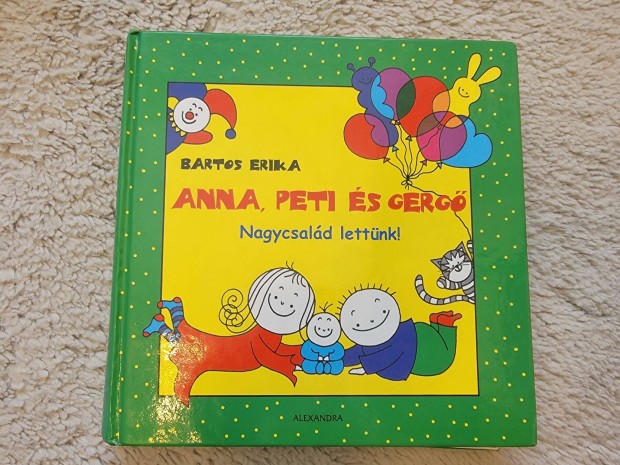 BARTOS ERIKA
ANNA, PETI ÉS GERGŐ
Nagycsalád lettünk!
ALEXANDRA